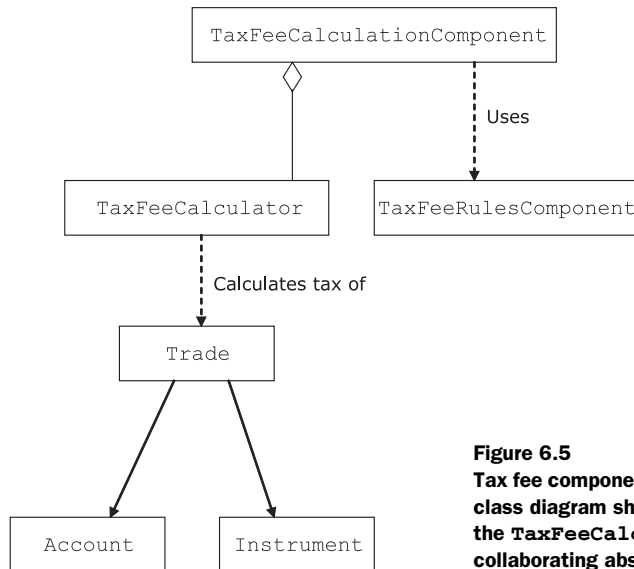 TaxFeeCalculationComponent
Uses
TaxFeeCalculator
TaxFeeRulesComponent
Calculates tax of
Trade
Account
Instrument
Figure 6.5
Tax fee compone
class diagram sh
the TaxFeeCalc
collaborating abs